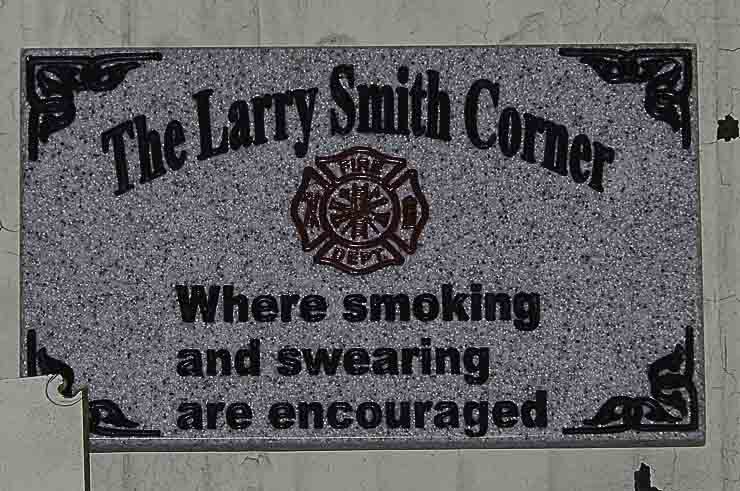 The Larry Smith Corner
FIRE
DEPT
Where smoking
and swearing
are encouraged